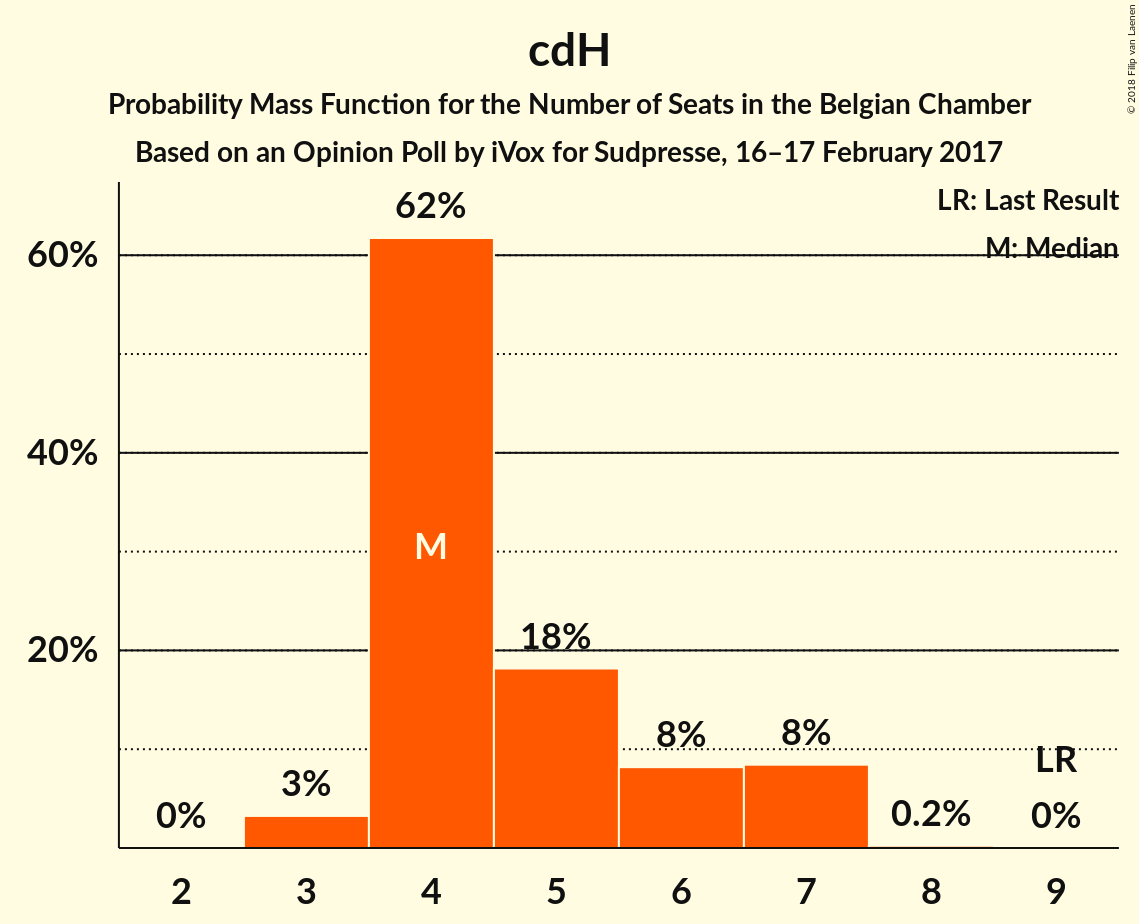 cdH
Probability Mass Function for the Number of Seats in the Belgian Chamber
Based on an Opinion Poll by iVox for Sudpresse, 16–17 February 2017
© 2018 Filip van Laenen
LR: Last Result
M: Median
60%
40%
20%
0%
3%
62%
M
18%
8%
8%
0.2%
LR
0%
2 3 4 5 6 7 8 9